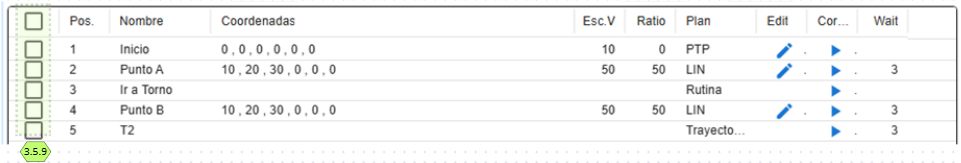 Pos. Nombre Coordenadas Esc.V Ratio Plan Edit Cor... Wait
1 Inicio 0 , 0 , 0 , 0 , 0 , 0 10 0 PTP . .
2 Punto A 10 , 20 , 30 , 0 , 0 , 0 50 50 LIN . . 3
3 Ir a Torno Rutina .
4 Punto B 10 , 20 , 30 , 0 , 0 , 0 50 50 LIN . . 3
5 T2 Trayecto... . 3
3.5.9